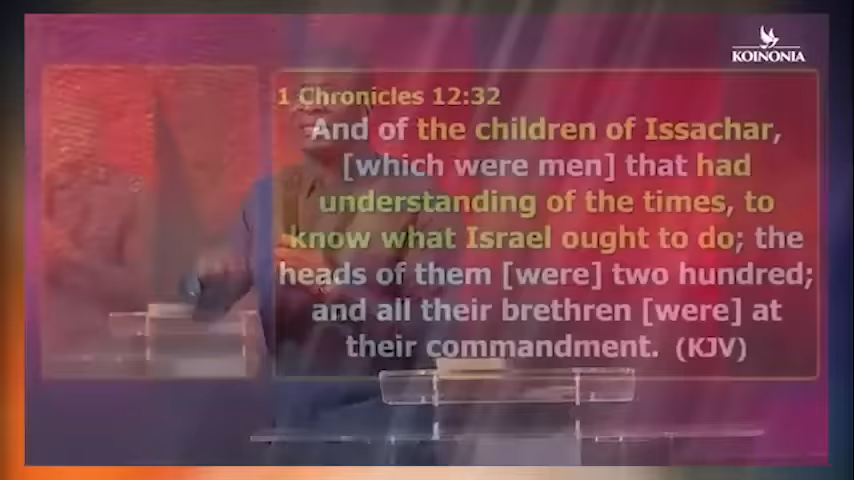 KOINONIA
1 Chronicles 12:32
And of the children of Issachar,
[which were men] that had
understanding of the times, to
know what Israel ought to do; the
heads of them [were] two hundred;
and all their brethren [were] at
their commandment. (KJV)